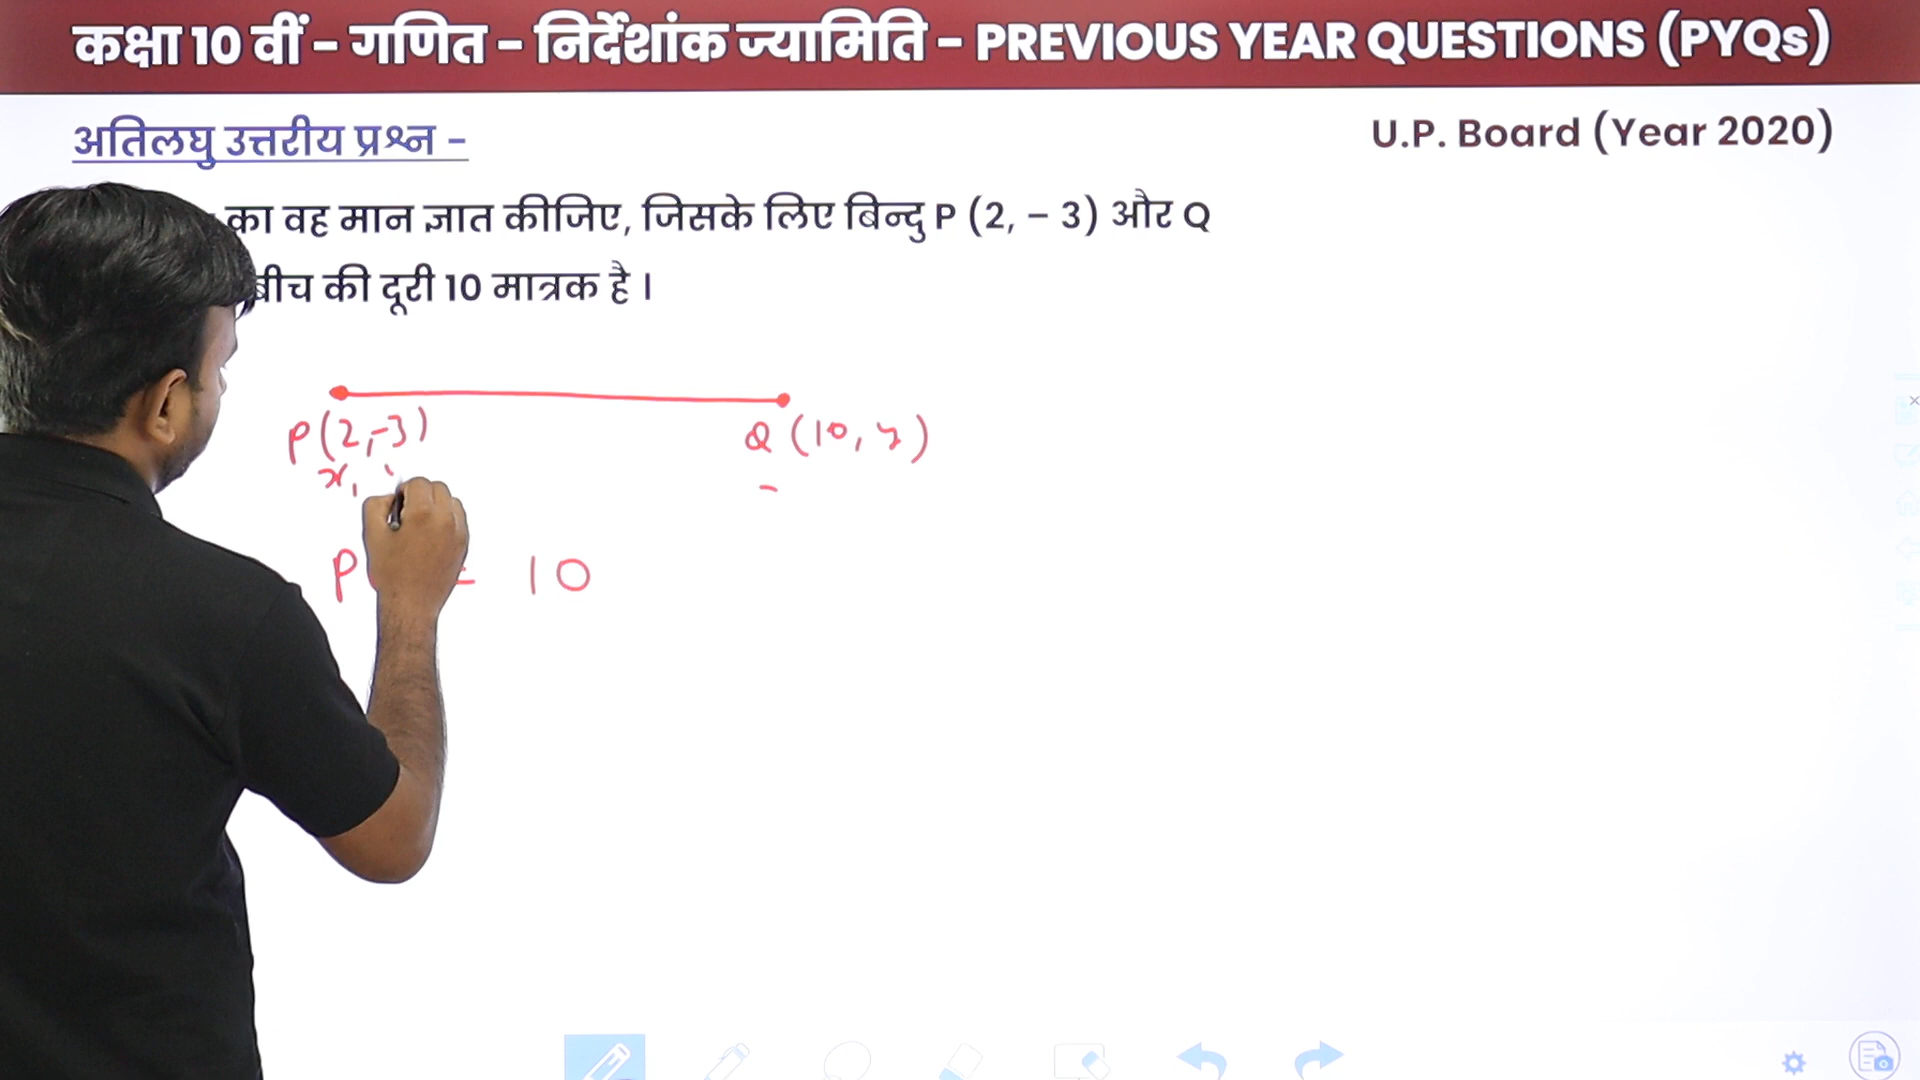 कक्षा 10 वीं – गणित – निर्देशांक ज्यामिति – PREVIOUS YEAR QUESTIONS (PYQs)
अतिलघु उत्तरीय प्रश्न –
U.P. Board (Year 2020)
का वह मान ज्ञात कीजिए, जिसके लिए बिन्दु P (2, – 3) और Q
बीच की दूरी 10 मात्रक है ।
P(2,-3)
Q (10, y)
x,
P = 10